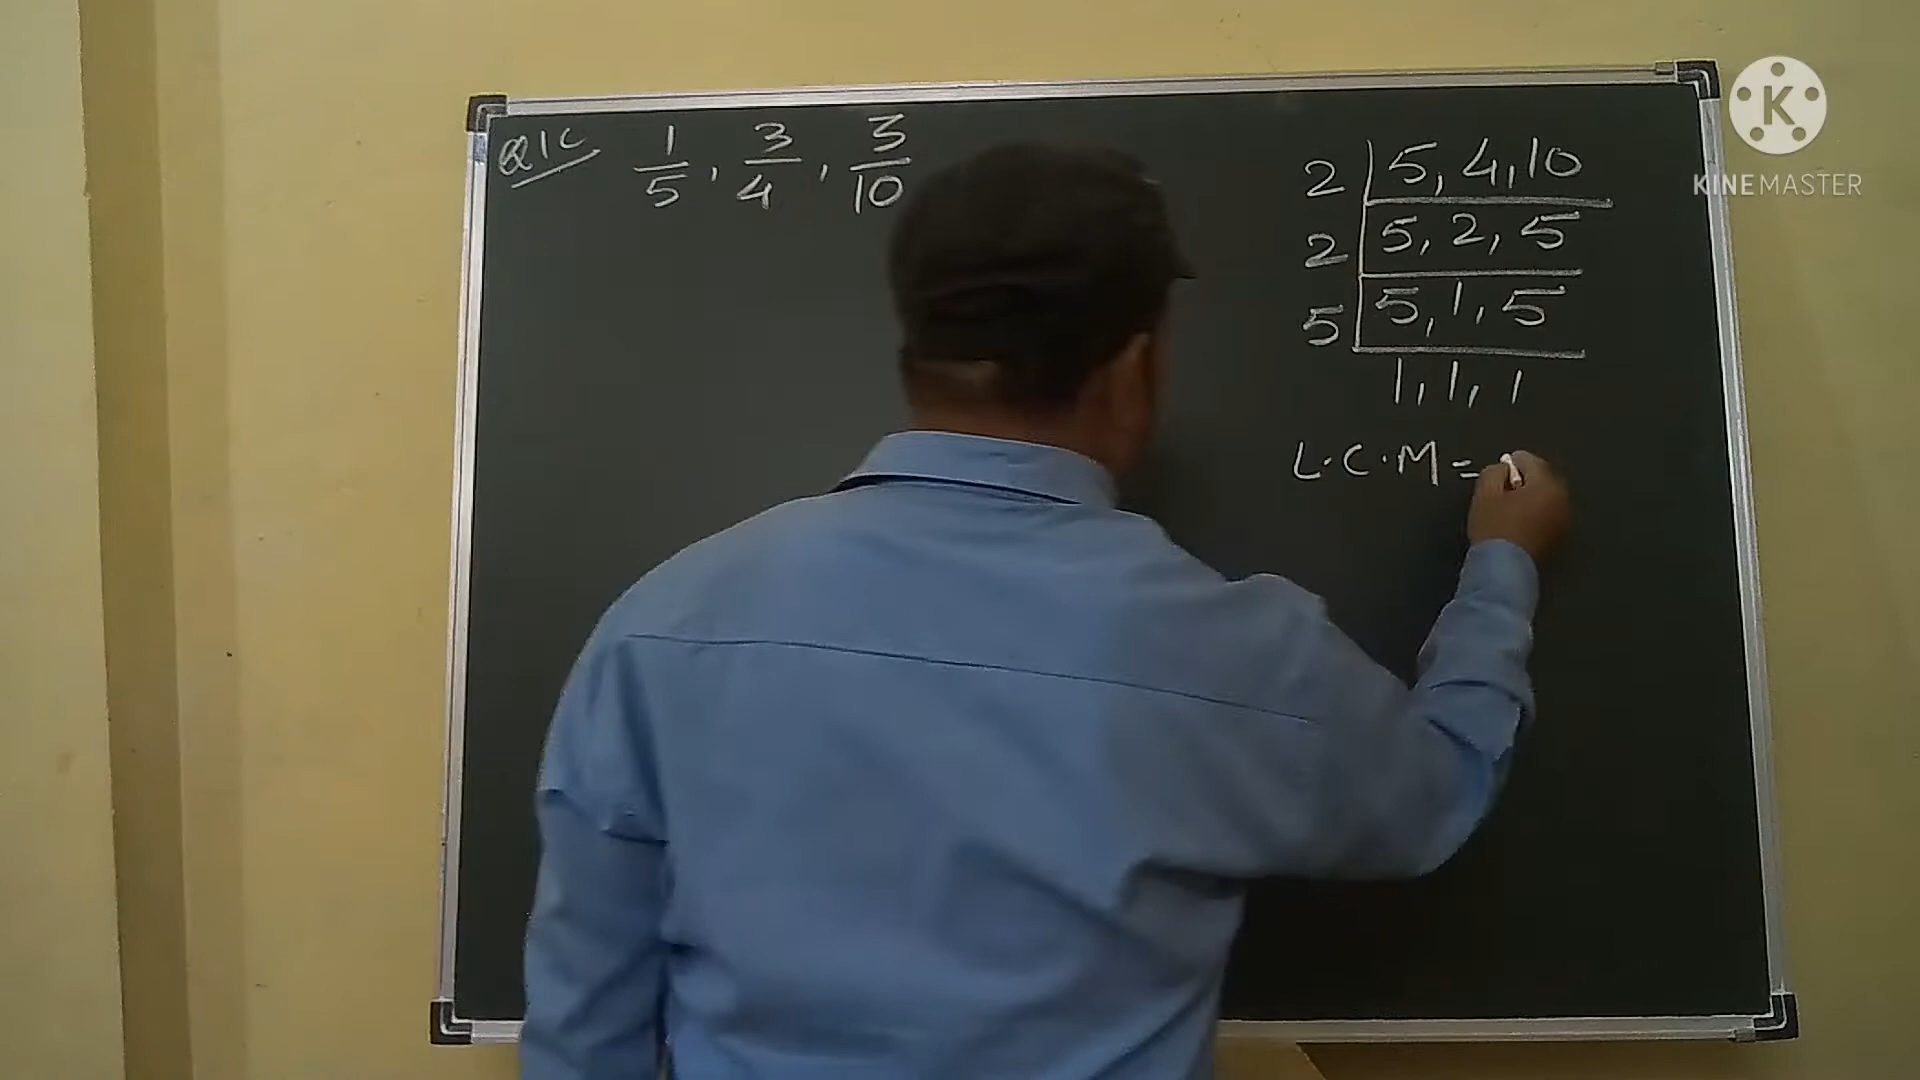 Q1C 1/5, 3/4, 3/10
2 | 5, 4, 10
2 | 5, 2, 5
5 | 5, 1, 5
1, 1, 1
L.C.M =
K
KINEMASTER